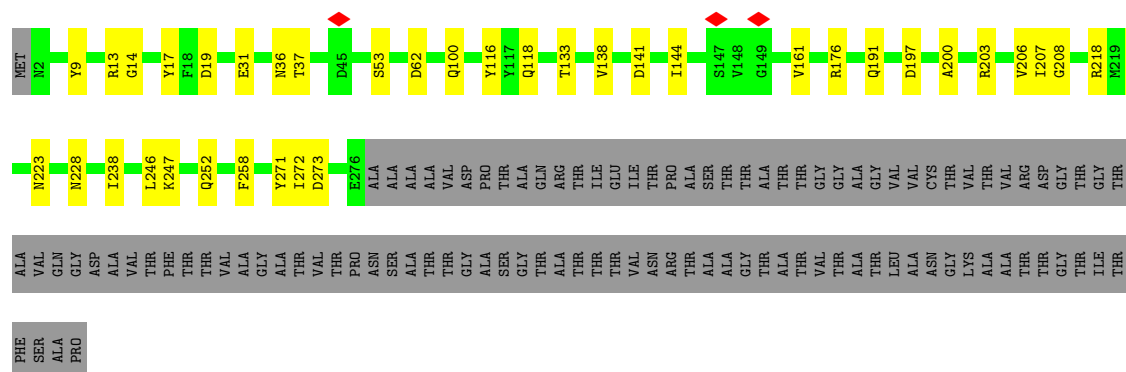 MET N2 Y9 R13 G14 Y17 F18 D19 E31 N36 T37 D45 S53 D62 Q100 Y116 Y117 Q118 T133 V138 D141 I144 S147 V148 G149 V161 R176 Q191 D197 A200 R203 V206 I207 G208 R218 M219
N223 N228 I238 L246 K247 Q252 F258 Y271 I272 D273 E276 ALA ALA ALA ALA VAL ASP PRO THR ALA GLN ARG THR ILE GLU ILE THR PRO ALA SER THR THR ALA THR THR GLY GLY ALA GLY VAL VAL CYS THR VAL THR VAL ARG ASP GLY THR GLY THR
ALA VAL GLN GLY ASP ALA VAL THR PHE THR THR VAL ALA GLY ALA THR VAL THR PRO ASN SER ALA THR THR GLY ALA SER GLY THR ALA THR THR THR VAL ASN ARG THR ALA ALA GLY THR ALA THR VAL THR ALA THR LEU ALA ASN GLY LYS ALA ALA THR THR GLY THR ILE THR
PHE SER ALA PRO